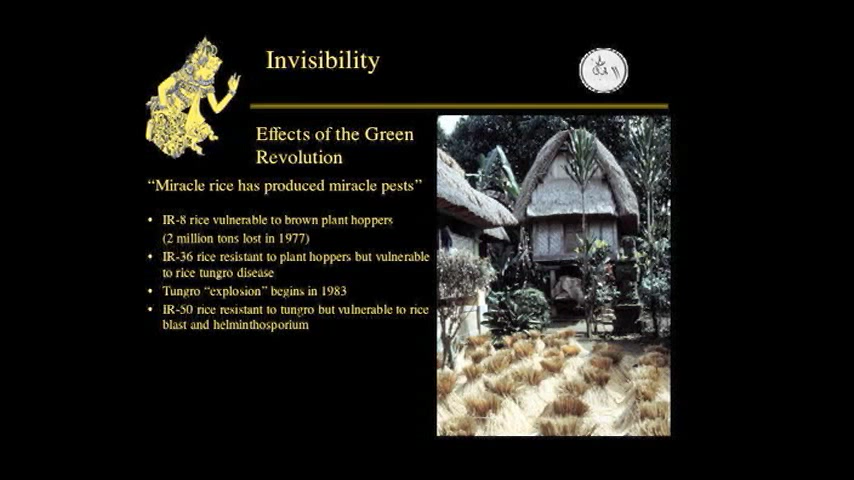 Invisibility
Effects of the Green
Revolution
“Miracle rice has produced miracle pests”
• IR-8 rice vulnerable to brown plant hoppers
(2 million tons lost in 1977)
• IR-36 rice resistant to plant hoppers but vulnerable
to rice tungro disease
• Tungro “explosion” begins in 1983
• IR-50 rice resistant to tungro but vulnerable to rice
blast and helminthosporium